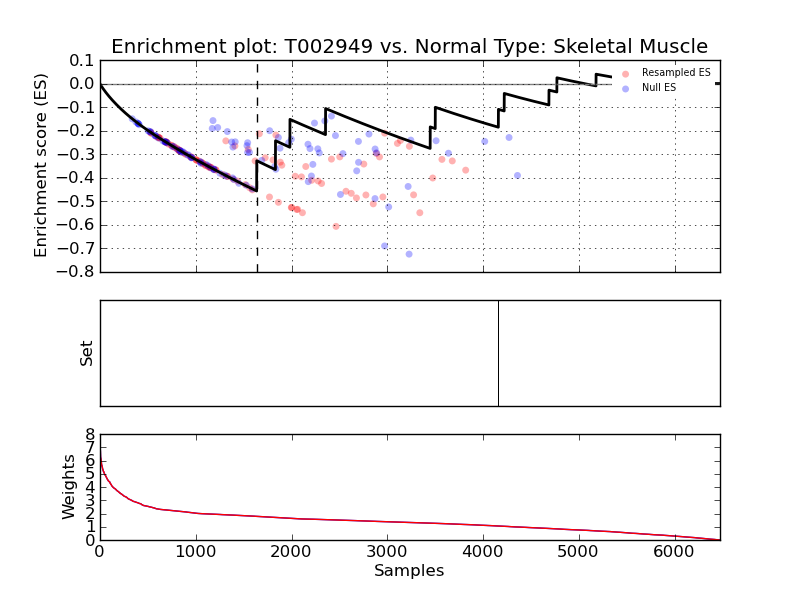 Enrichment plot: T002949 vs. Normal Type: Skeletal Muscle
Enrichment score (ES)
0.1
0.0
−0.1
−0.2
−0.3
−0.4
−0.5
−0.6
−0.7
−0.8
Resampled ES
Null ES
Set
Weights
8
7
6
5
4
3
2
1
0
0 1000 2000 3000 4000 5000 6000
Samples